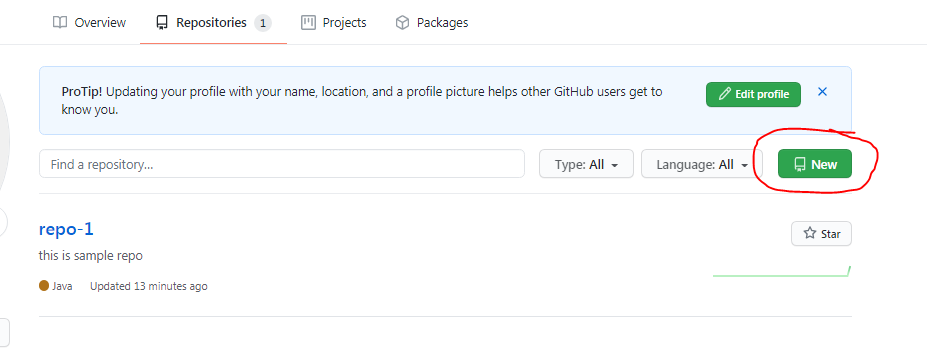 Overview Repositories 1 Projects Packages
ProTip! Updating your profile with your name, location, and a profile picture helps other GitHub users get to
know you.
Edit profile
Find a repository...
Type: All
Language: All
New
repo-1
Star
this is sample repo
Java Updated 13 minutes ago